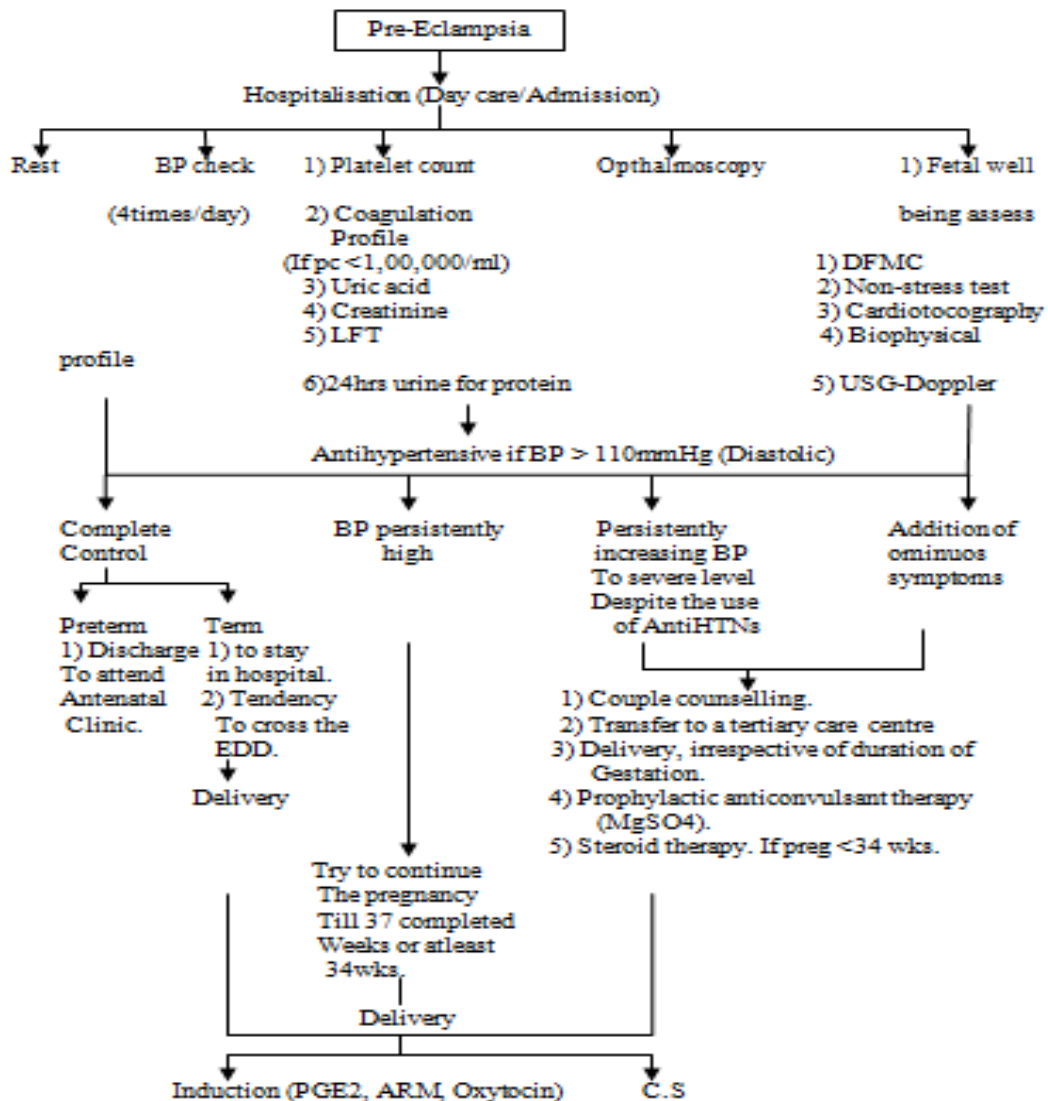 Pre-Eclampsia
Hospitalisation (Day care/Admission)
Rest BP check 1) Platelet count Opthalmoscopy 1) Fetal well
(4times/day) 2) Coagulation being assess
Profile
(If pc <1,00,000/ml) 1) DFMC
3) Uric acid 2) Non-stress test
4) Creatinine 3) Cardiotocography
5) LFT 4) Biophysical
profile
6)24hrs urine for protein 5) USG-Doppler
Antihypertensive if BP > 110mmHg (Diastolic)
Complete
Control
BP persistently
high
Persistently
increasing BP
To severe level
Despite the use
of AntiHTNs
Addition of
ominuos
symptoms
Preterm
1) Discharge
To attend
Antenatal
Clinic.
Term
1) to stay
in hospital.
2) Tendency
To cross the
EDD.
Delivery
1) Couple counselling.
2) Transfer to a tertiary care centre
3) Delivery, irrespective of duration of
Gestation.
4) Prophylactic anticonvulsant therapy
(MgSO4).
5) Steroid therapy. If preg <34 wks.
Try to continue
The pregnancy
Till 37 completed
Weeks or atleast
34wks.
Delivery
Induction (PGE2, ARM, Oxytocin) C.S